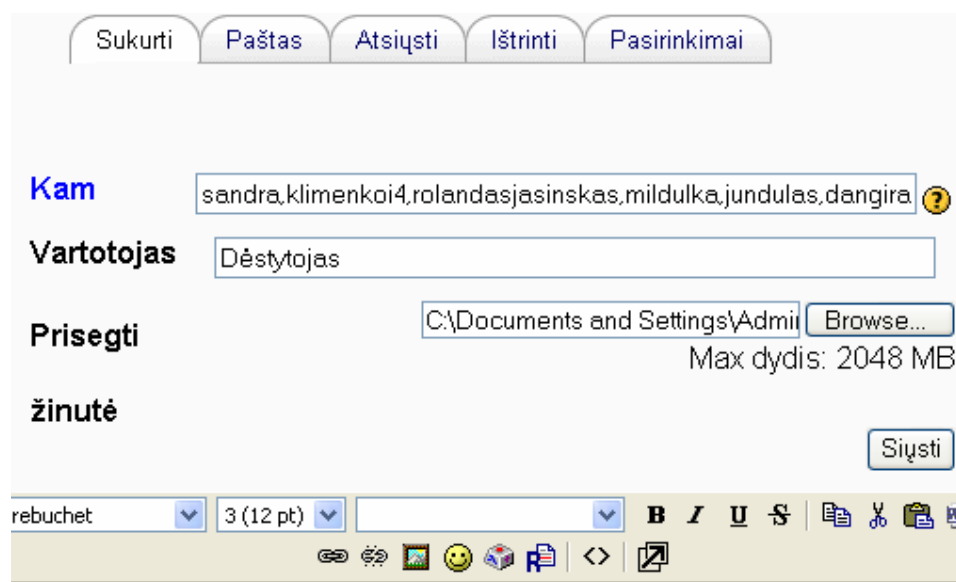 Sukurti Paštas Atsiųsti Ištrinti Pasirinkimai
Kam sandra,klimenkoi4,rolandasjasinskas,mildulka,jundulas,dangira ?
Vartotojas Dėstytojas
Prisegti C:\Documents and Settings\Admi Browse...
Max dydis: 2048 MB
žinutė
Siųsti
rebuchet 3 (12 pt) B I U S